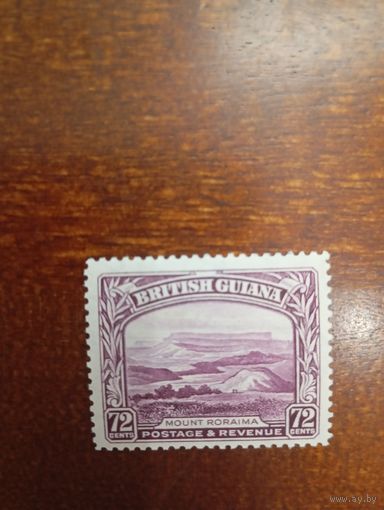 BRITISH GUIANA
MOUNT RORAIMA
72 CENTS
POSTAGE & REVENUE
72 CENTS
www.ay.by